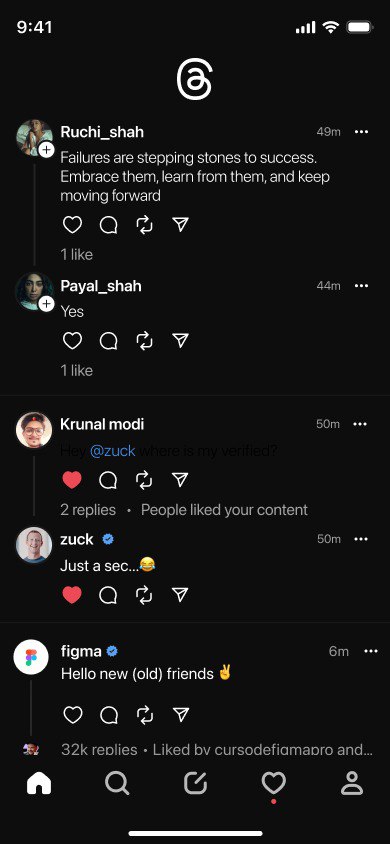 9:41
Ruchi_shah
49m
Failures are stepping stones to success.
Embrace them, learn from them, and keep
moving forward
1 like
Payal_shah
44m
Yes
1 like
Krunal modi
50m
Hey @zuck where is my verified?
2 replies • People liked your content
zuck
50m
Just a sec...😂
figma
6m
Hello new (old) friends ✌️
32k replies • Liked by cursodefigmapro and...